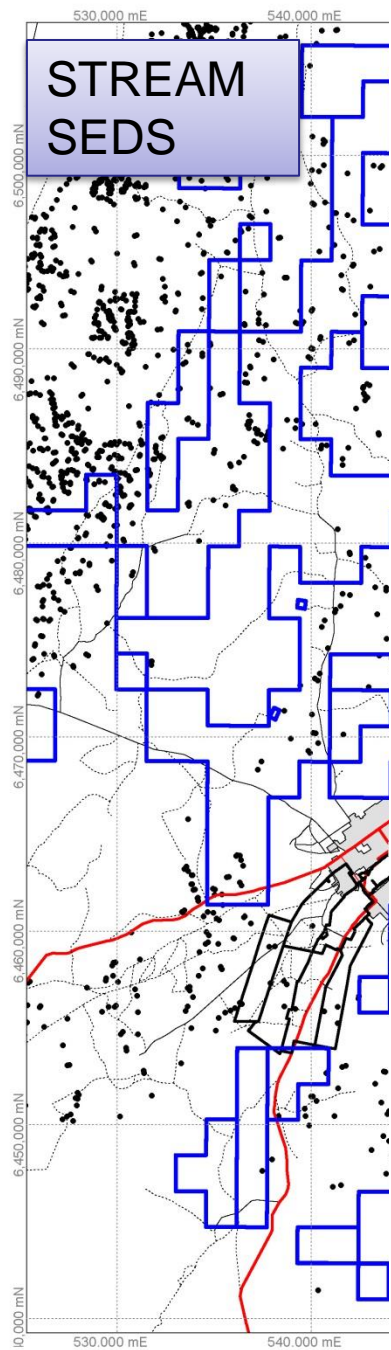 530,000 mE 540,000 mE
STREAM
SEDS
6,500,000 mN
6,490,000 mN
6,480,000 mN
6,470,000 mN
6,460,000 mN
6,450,000 mN
0,000 mN
530,000 mE 540,000 mE